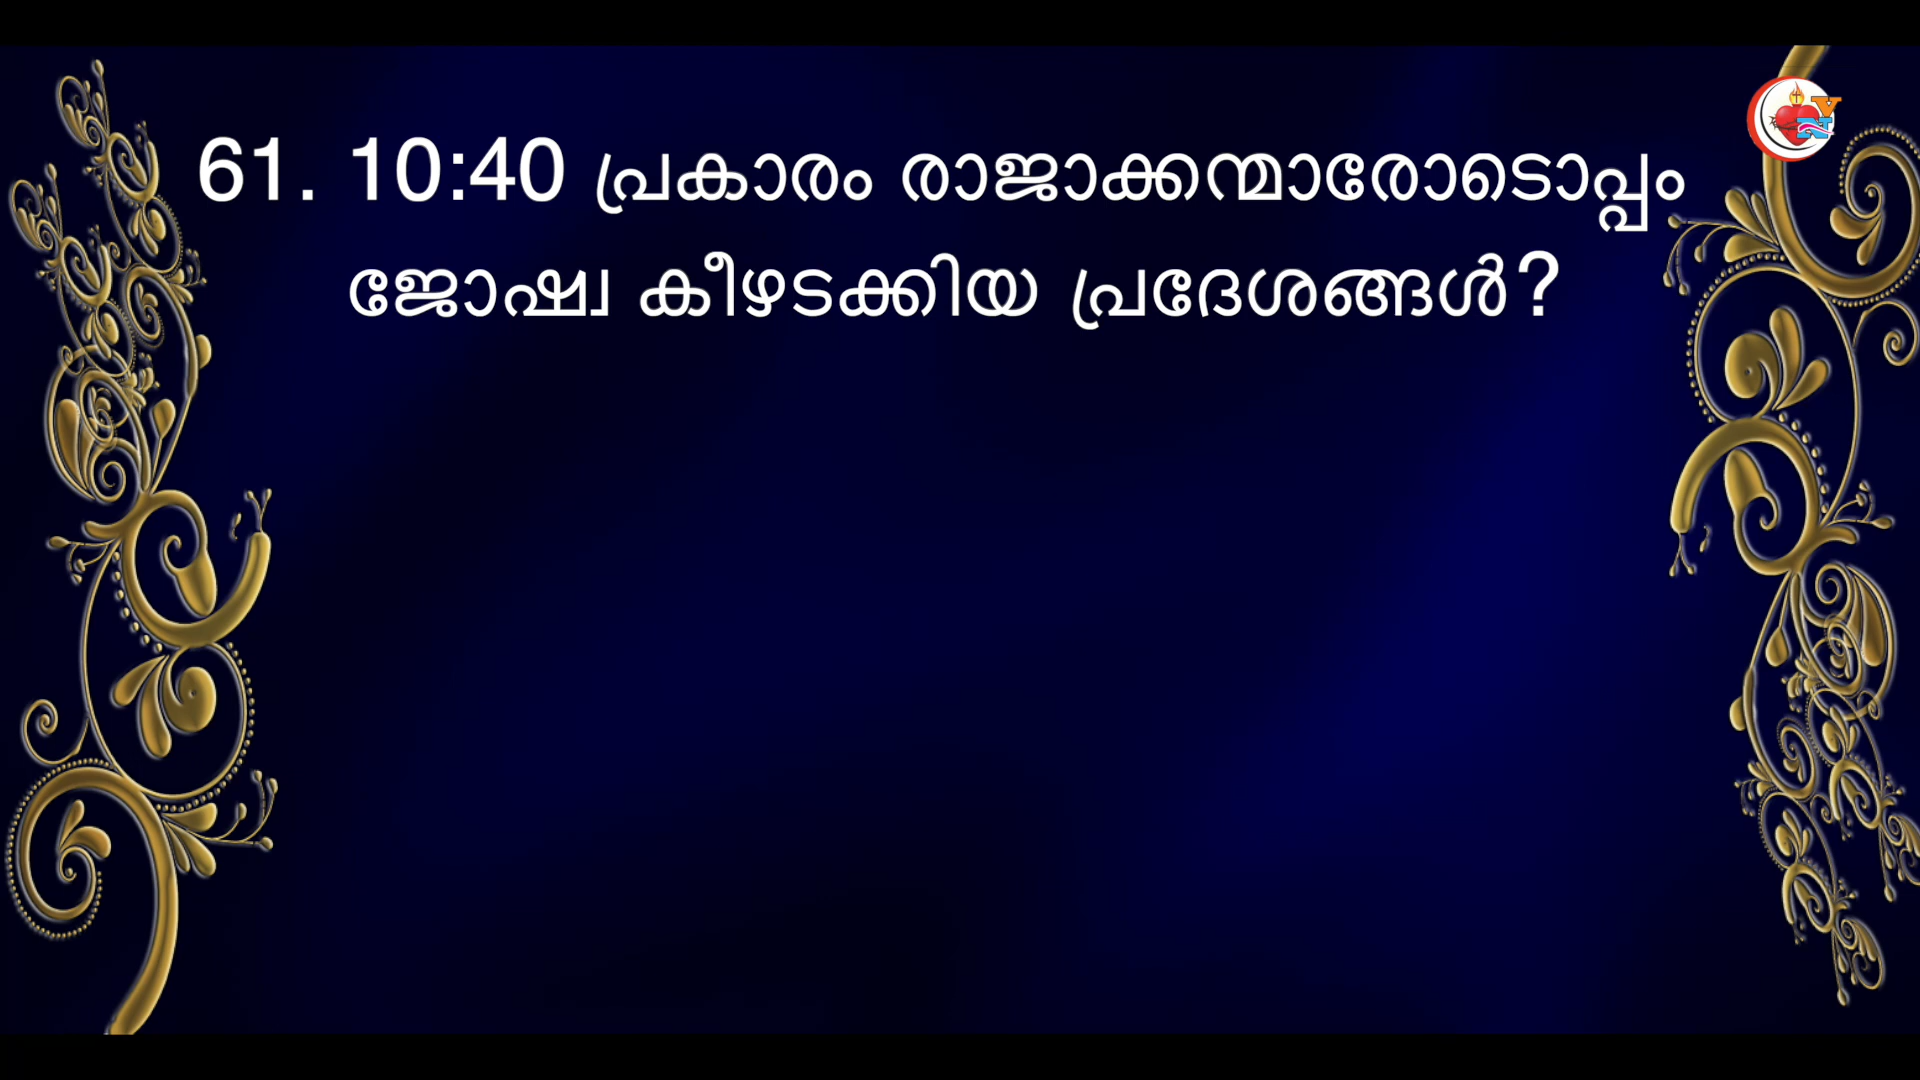 61. 10:40 പ്രകാരം രാജാക്കന്മാരോടൊപ്പം
ജോഷ്വ കീഴടക്കിയ പ്രദേശങ്ങൾ?